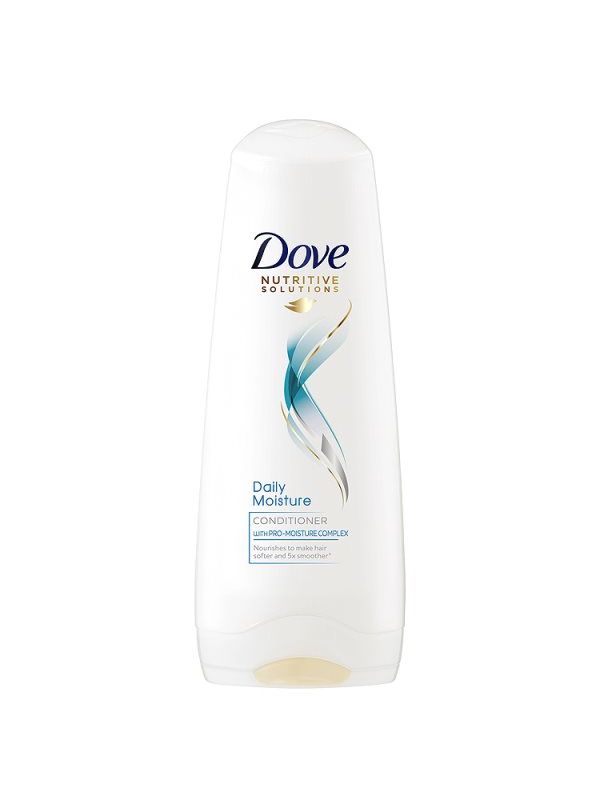 Dove
NUTRITIVE
SOLUTIONS
Daily
Moisture
CONDITIONER
WITH PRO-MOISTURE COMPLEX
Nourishes to make hair
softer and 5x smoother*